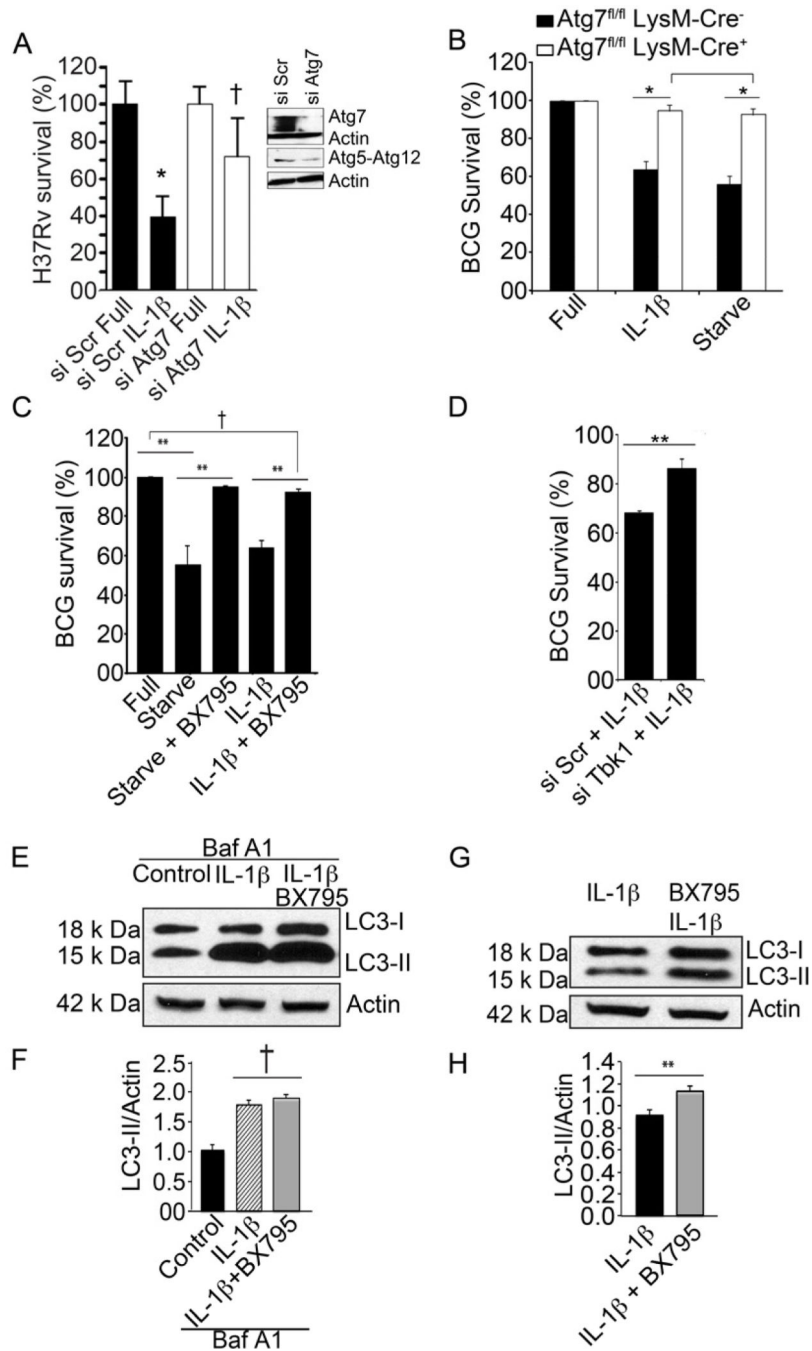 A
H37Rv survival (%)
120
100
80
60
40
20
00
*
†
si Scr Full
si Scr IL-1β
si Atg7 Full
si Atg7 IL-1β
si Scr
si Atg7
Atg7
Actin
Atg5-Atg12
Actin
B
Atg7fl/fl LysM-Cre-
Atg7fl/fl LysM-Cre+
BCG Survival (%)
120
100
80
60
40
20
00
*
*
Full
IL-1β
Starve
C
†
BCG survival (%)
120
100
80
60
40
20
00
**
**
**
Full
Starve
Starve + BX795
IL-1β
IL-1β + BX795
D
BCG Survival (%)
100
80
60
40
20
00
**
si Scr + IL-1β
si Tbk1 + IL-1β
E
Baf A1
Control IL-1β IL-1β
BX795
18 k Da
LC3-I
15 k Da
LC3-II
42 k Da
Actin
F
LC3-II/Actin
2.5
2.0
1.5
1.0
0.5
00
†
Control
IL-1β
IL-1β+BX795
Baf A1
G
IL-1β BX795
IL-1β
18 k Da
LC3-I
15 k Da
LC3-II
42 k Da
Actin
H
LC3-II/Actin
1.4
1.2
1.0
0.8
0.6
0.4
0.2
0.0
**
IL-1β
IL-1β + BX795